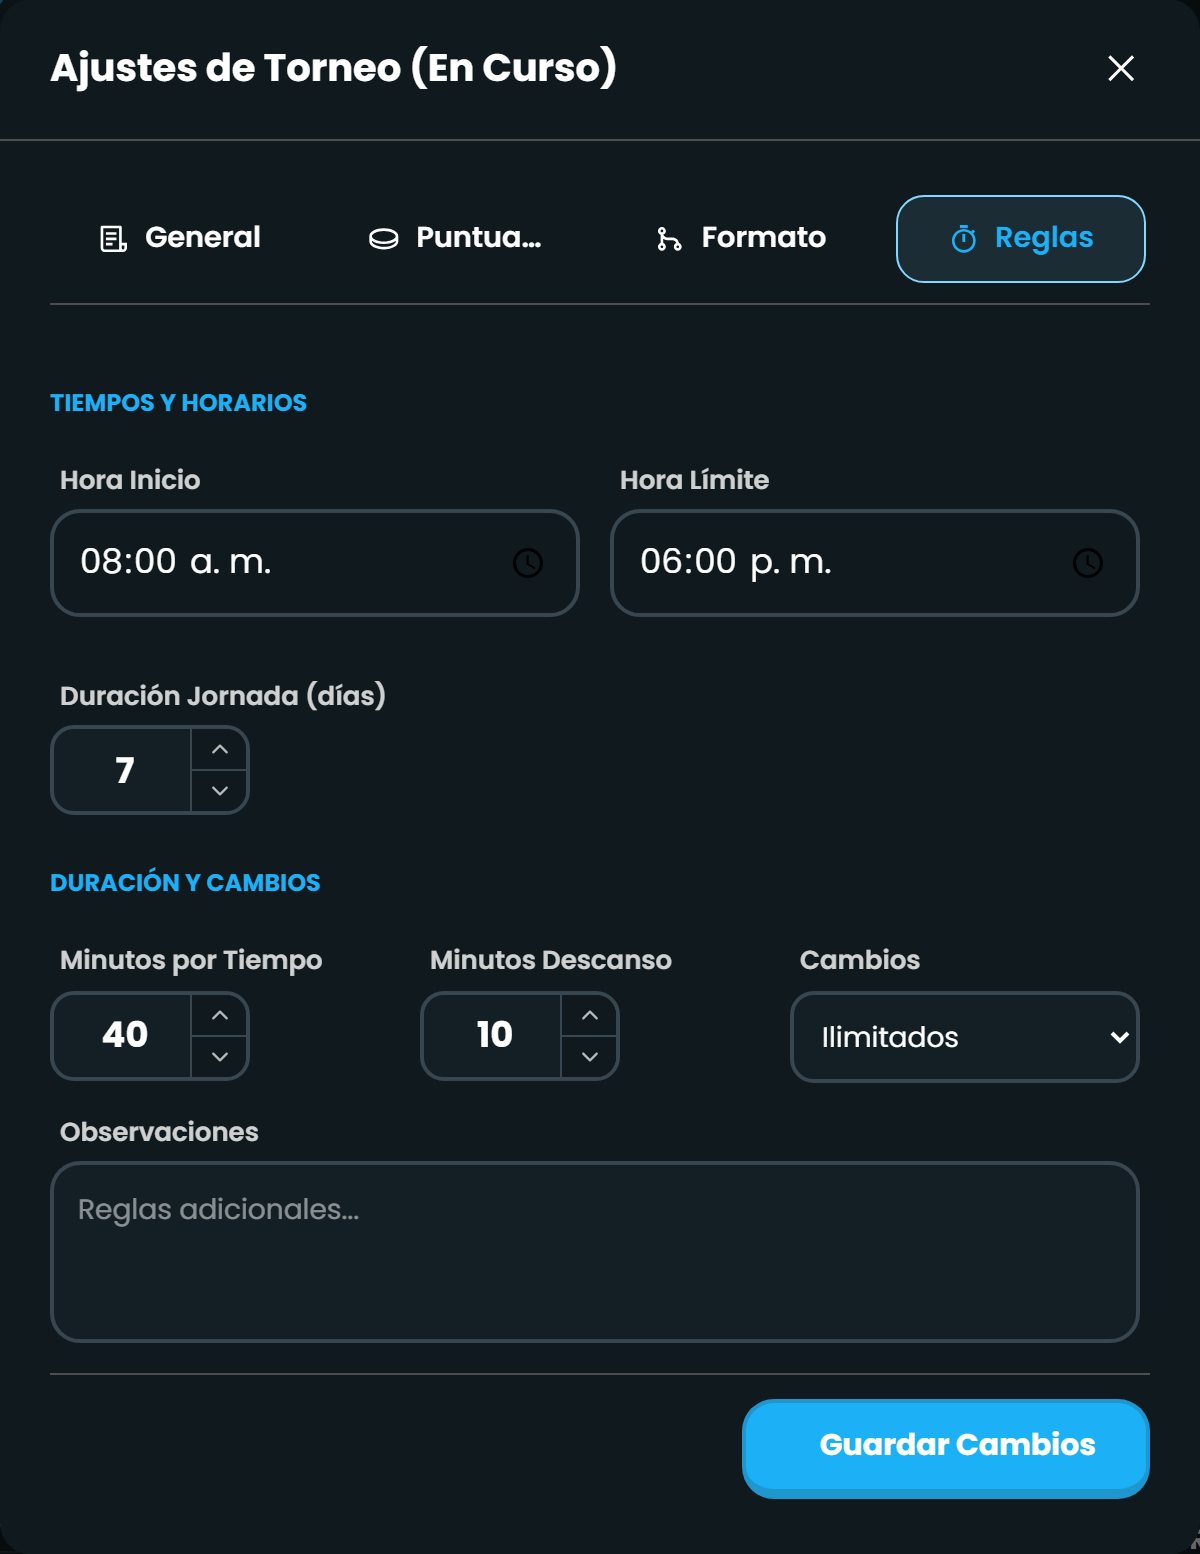 Ajustes de Torneo (En Curso)
General
Puntua...
Formato
Reglas
TIEMPOS Y HORARIOS
Hora Inicio
Hora Límite
08:00 a. m.
06:00 p. m.
Duración Jornada (días)
7
DURACIÓN Y CAMBIOS
Minutos por Tiempo
Minutos Descanso
Cambios
40
10
Ilimitados
Observaciones
Reglas adicionales...
Guardar Cambios